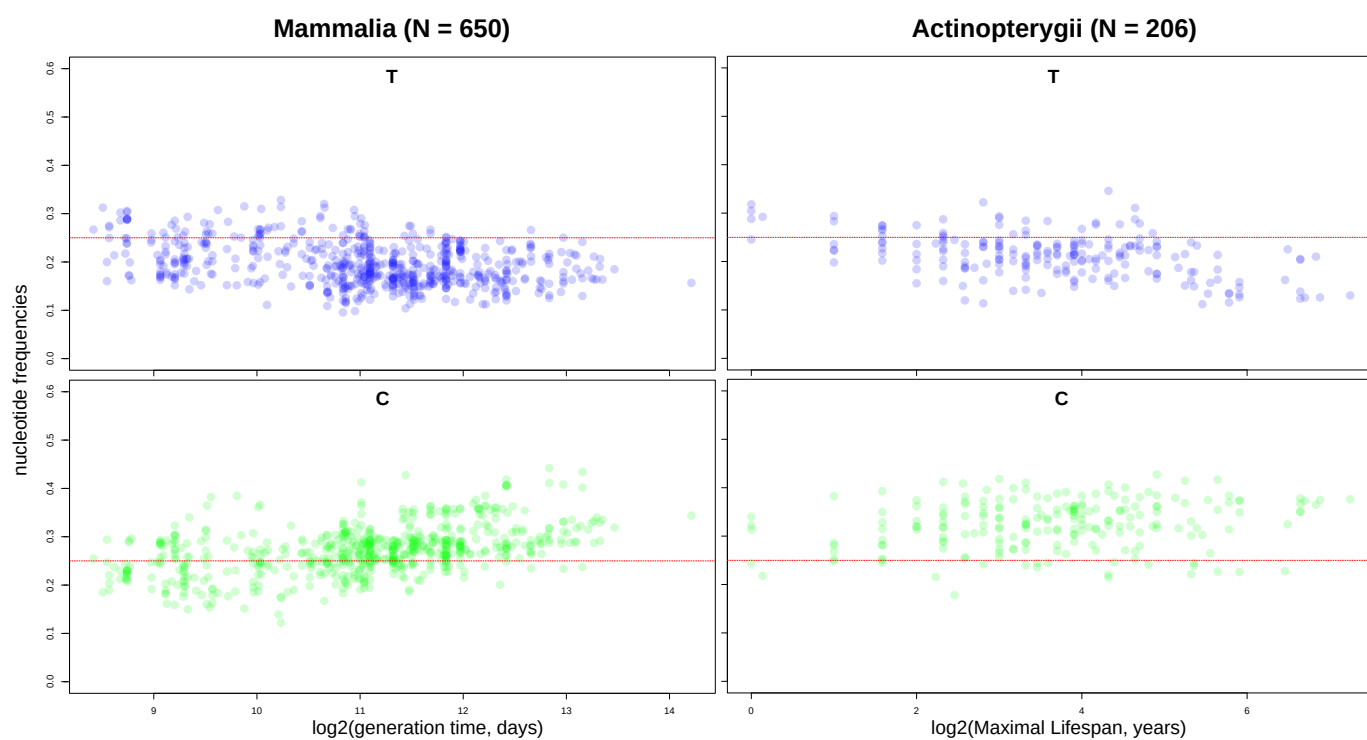 Mammalia (N = 650)
Actinopterygii (N = 206)
T
T
0.6
0.5
0.4
0.3
0.2
0.1
0.0
nucleotide frequencies
C
C
0.6
0.5
0.4
0.3
0.2
0.1
0.0
9 10 11 12 13 14
0 2 4 6
log2(generation time, days)
log2(Maximal Lifespan, years)